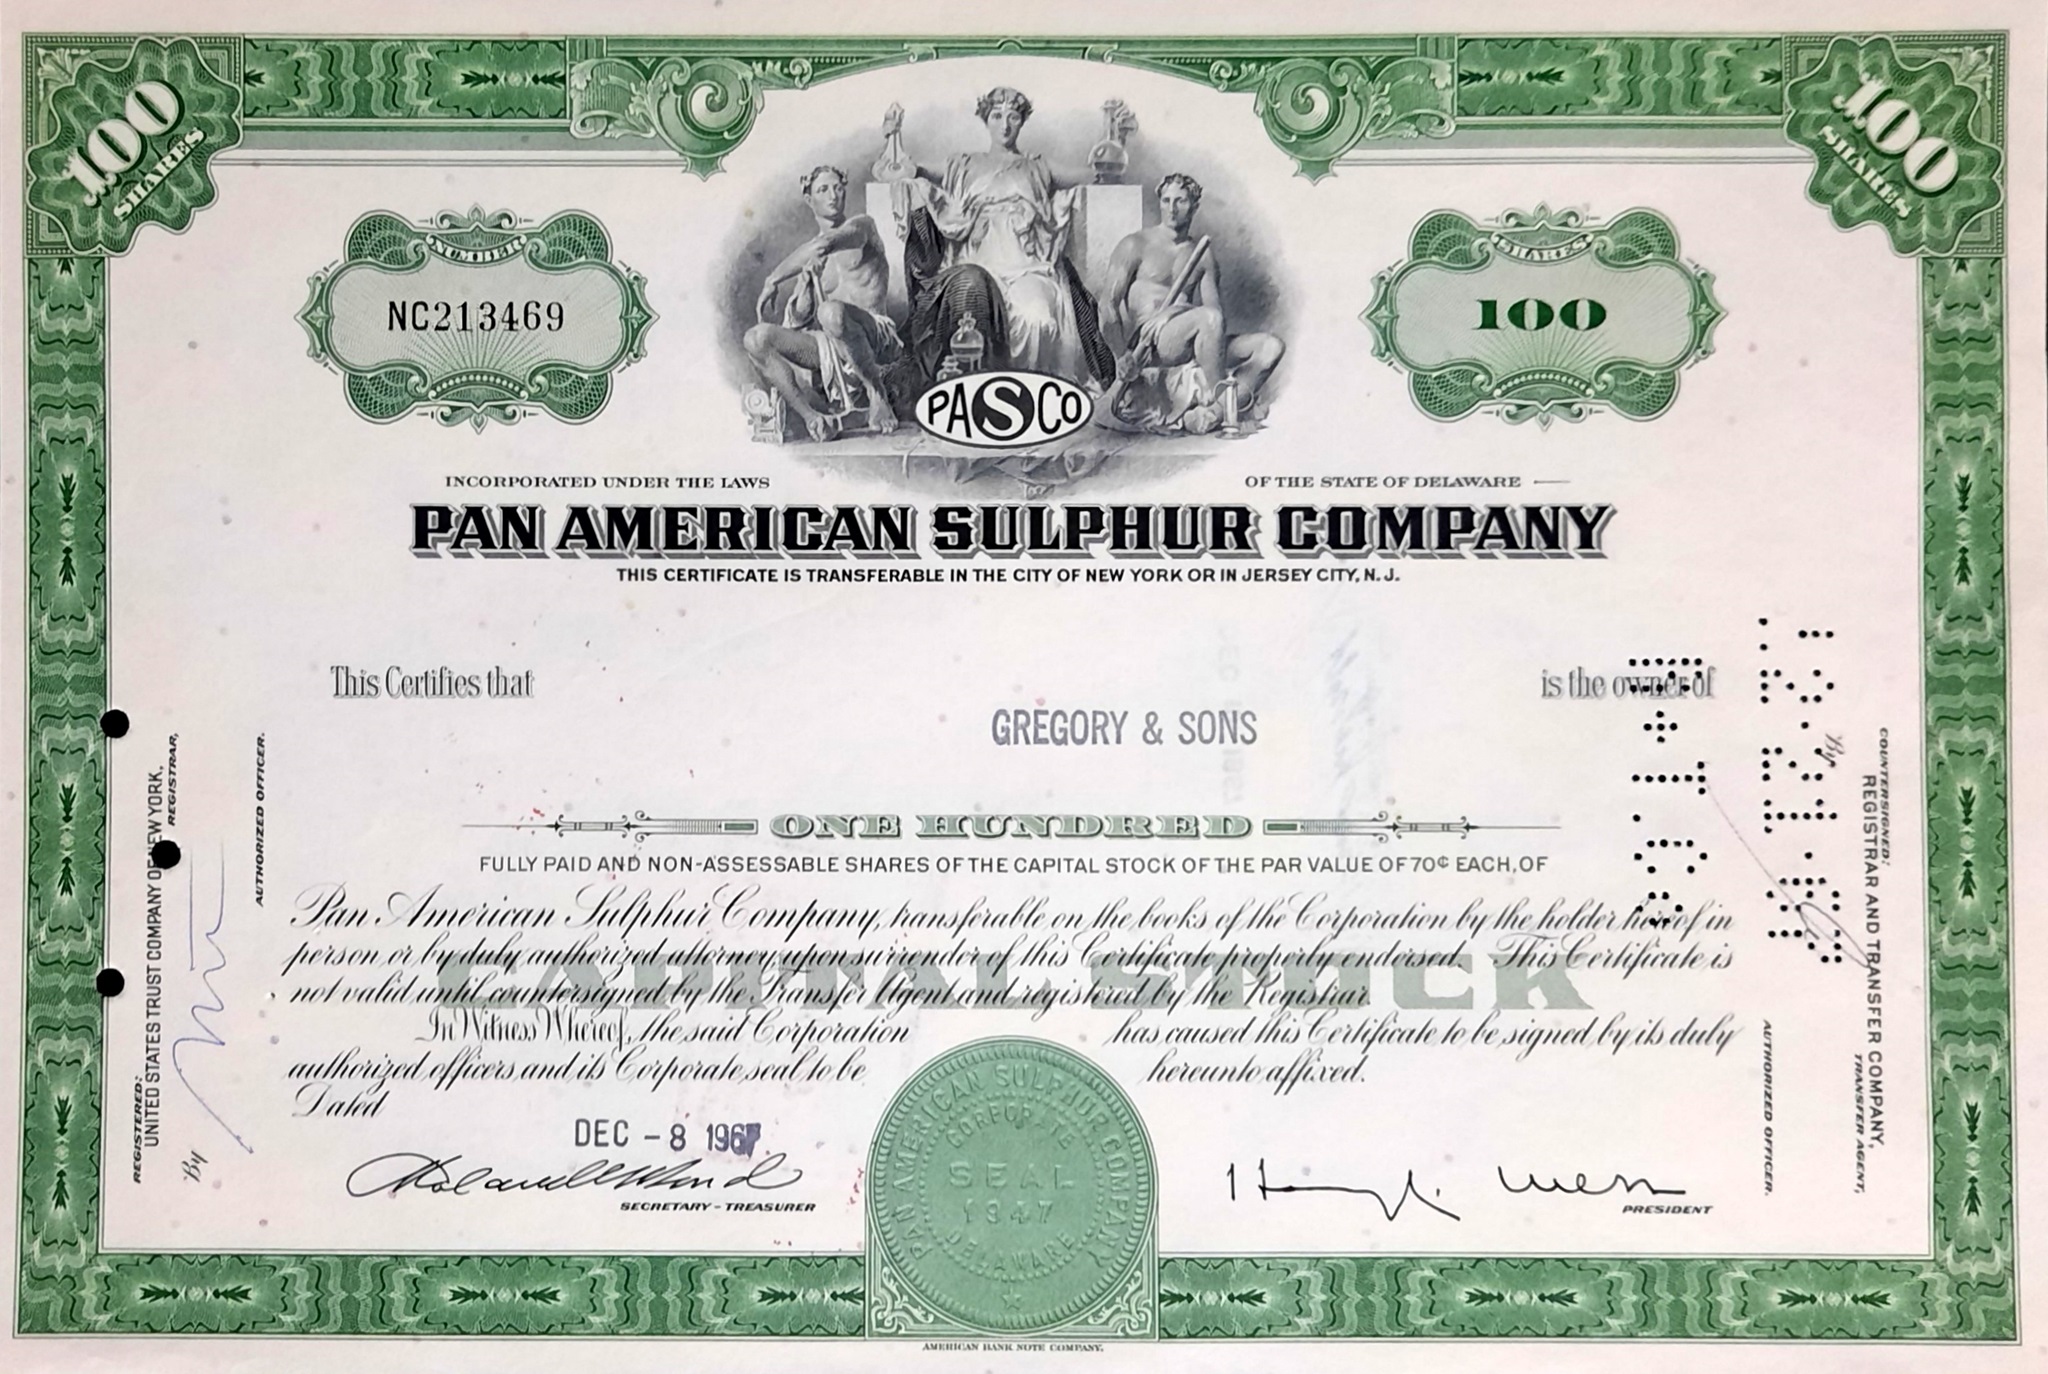 100
SHARES
100
SHARES
NUMBER
NC213469
SHARES
100
PASCO
INCORPORATED UNDER THE LAWS
OF THE STATE OF DELAWARE
PAN AMERICAN SULPHUR COMPANY
THIS CERTIFICATE IS TRANSFERABLE IN THE CITY OF NEW YORK OR IN JERSEY CITY, N. J.
This Certifies that
is the owner of
GREGORY & SONS
ONE HUNDRED
FULLY PAID AND NON-ASSESSABLE SHARES OF THE CAPITAL STOCK OF THE PAR VALUE OF 70¢ EACH, OF
Pan American Sulphur Company, transferable on the books of the Corporation by the holder hereof in
person or by duly authorized attorney upon surrender of this Certificate properly endorsed. This Certificate is
not valid until countersigned by the Transfer Agent and registered by the Registrar.
CAPITAL STOCK
In Witness Whereof, the said Corporation has caused this Certificate to be signed by its duly
authorized officers and its Corporate seal to be hereunto affixed.
Dated
DEC - 8 1967
SECRETARY - TREASURER
PRESIDENT
PAN AMERICAN SULPHUR COMPANY
CORPORATE
SEAL
1947
DELAWARE
REGISTERED:
UNITED STATES TRUST COMPANY OF NEW YORK,
REGISTRAR,
By
AUTHORIZED OFFICER.
COUNTERSIGNED:
REGISTRAR AND TRANSFER COMPANY,
TRANSFER AGENT,
By
AUTHORIZED OFFICER.
AMERICAN BANK NOTE COMPANY.